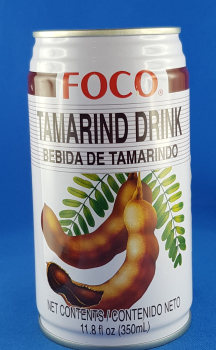 FOCO®
TAMARIND DRINK
BEBIDA DE TAMARINDO
NET CONTENTS / CONTENIDO NETO
11.8 fl oz (350mL)